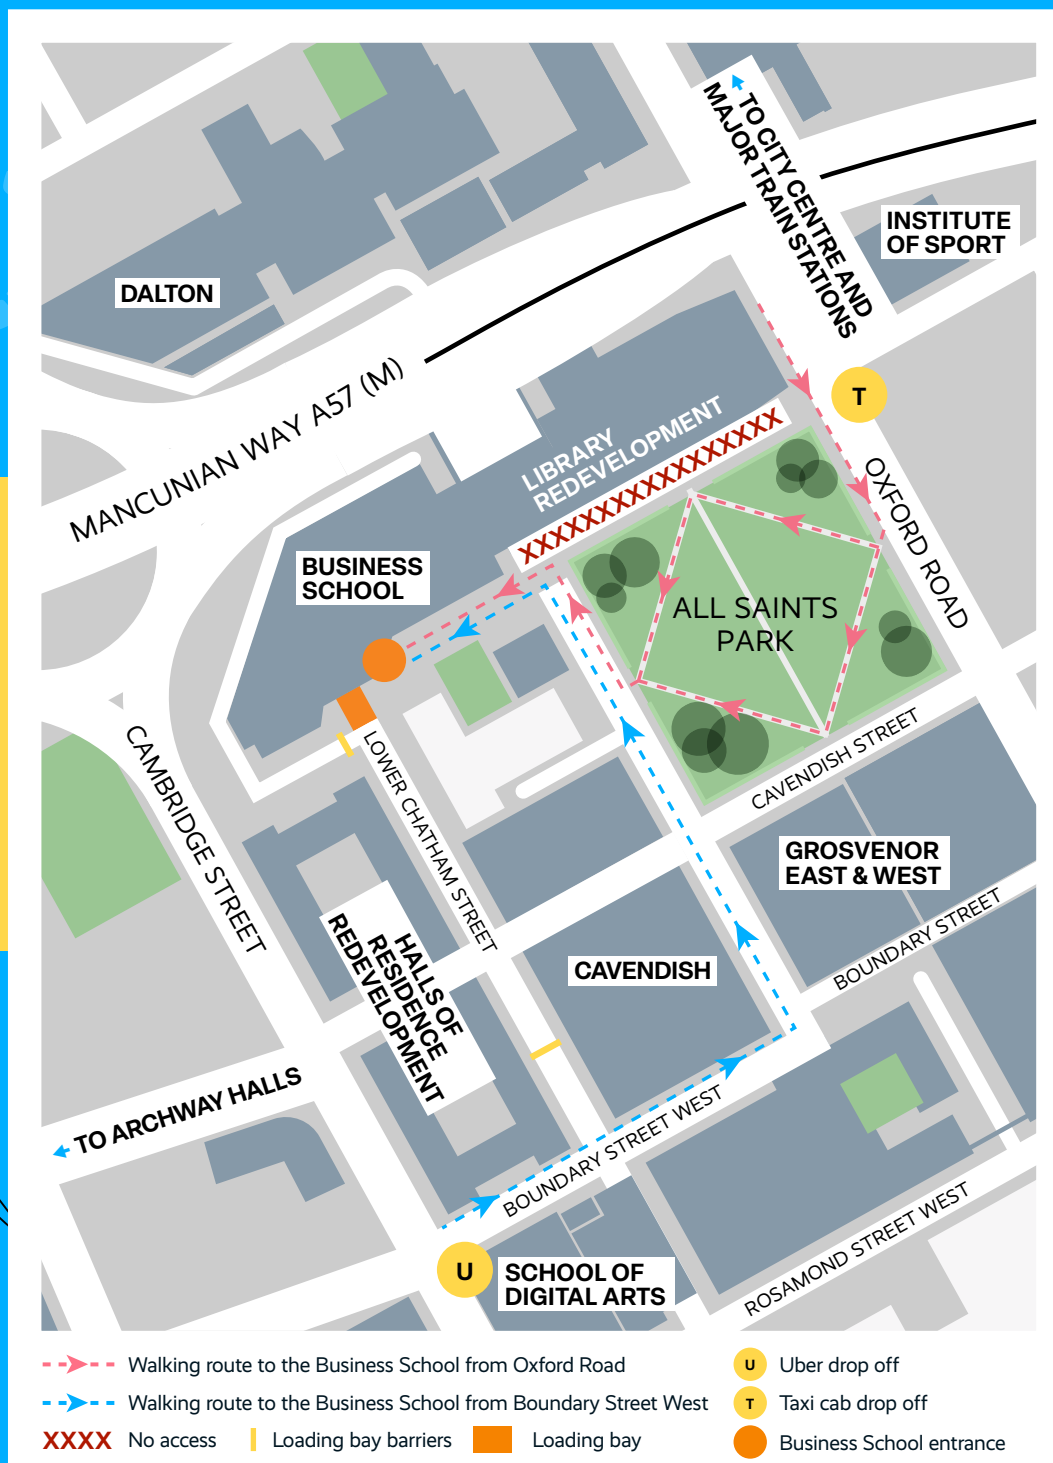 TO CITY CENTRE AND
MAJOR TRAIN STATIONS
INSTITUTE
OF SPORT
DALTON
MANCUNIAN WAY A57 (M)
T
LIBRARY
REDEVELOPMENT
XXXXXXXXXXXXXXXXX
OXFORD ROAD
BUSINESS
SCHOOL
ALL SAINTS
PARK
CAMBRIDGE STREET
LOWER CHATHAM STREET
CAVENDISH STREET
GROSVENOR
EAST & WEST
BOUNDARY STREET
HALLS OF
RESIDENCE
REDEVELOPMENT
CAVENDISH
TO ARCHWAY HALLS
BOUNDARY STREET WEST
ROSAMOND STREET WEST
U
SCHOOL OF
DIGITAL ARTS
Walking route to the Business School from Oxford Road
U Uber drop off
Walking route to the Business School from Boundary Street West
T Taxi cab drop off
XXXX No access Loading bay barriers Loading bay
Business School entrance